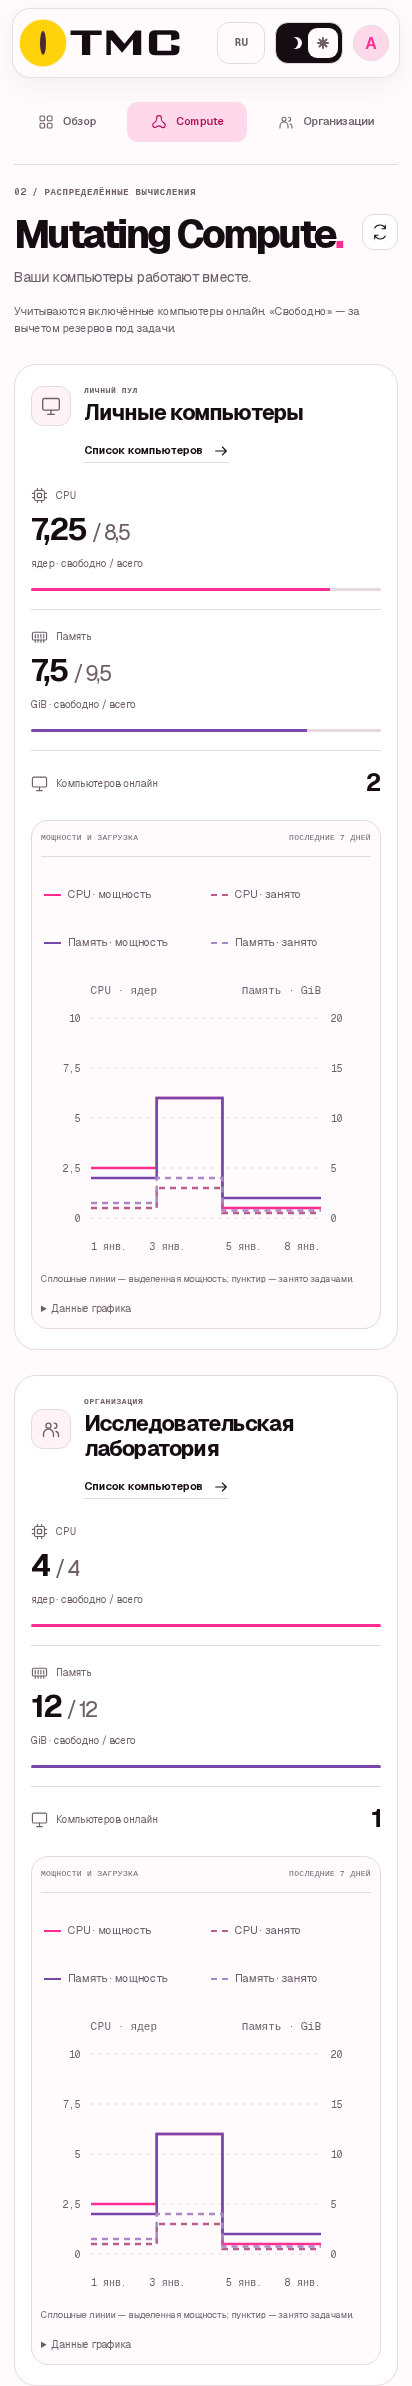 TMC
RU
A
Обзор
Compute
Организации
02 / РАСПРЕДЕЛЁННЫЕ ВЫЧИСЛЕНИЯ
Mutating Compute.
Ваши компьютеры работают вместе.
Учитываются включённые компьютеры онлайн. «Свободно» — за
вычетом резервов под задачи.
ЛИЧНЫЙ ПУЛ
Личные компьютеры
Список компьютеров →
CPU
7,25 / 8,5
ядер · свободно / всего
Память
7,5 / 9,5
GiB · свободно / всего
Компьютеров онлайн 2
МОЩНОСТИ И ЗАГРУЗКА ПОСЛЕДНИЕ 7 ДНЕЙ
CPU · мощность CPU · занято
Память · мощность Память · занято
CPU · ядер Память · GiB
10 20
7,5 15
5 10
2,5 5
0 0
1 янв. 3 янв. 5 янв. 8 янв.
Сплошные линии — выделенная мощность; пунктир — занято задачами.
▶ Данные графика
ОРГАНИЗАЦИЯ
Исследовательская
лаборатория
Список компьютеров →
CPU
4 / 4
ядер · свободно / всего
Память
12 / 12
GiB · свободно / всего
Компьютеров онлайн 1
МОЩНОСТИ И ЗАГРУЗКА ПОСЛЕДНИЕ 7 ДНЕЙ
CPU · мощность CPU · занято
Память · мощность Память · занято
CPU · ядер Память · GiB
10 20
7,5 15
5 10
2,5 5
0 0
1 янв. 3 янв. 5 янв. 8 янв.
Сплошные линии — выделенная мощность; пунктир — занято задачами.
▶ Данные графика